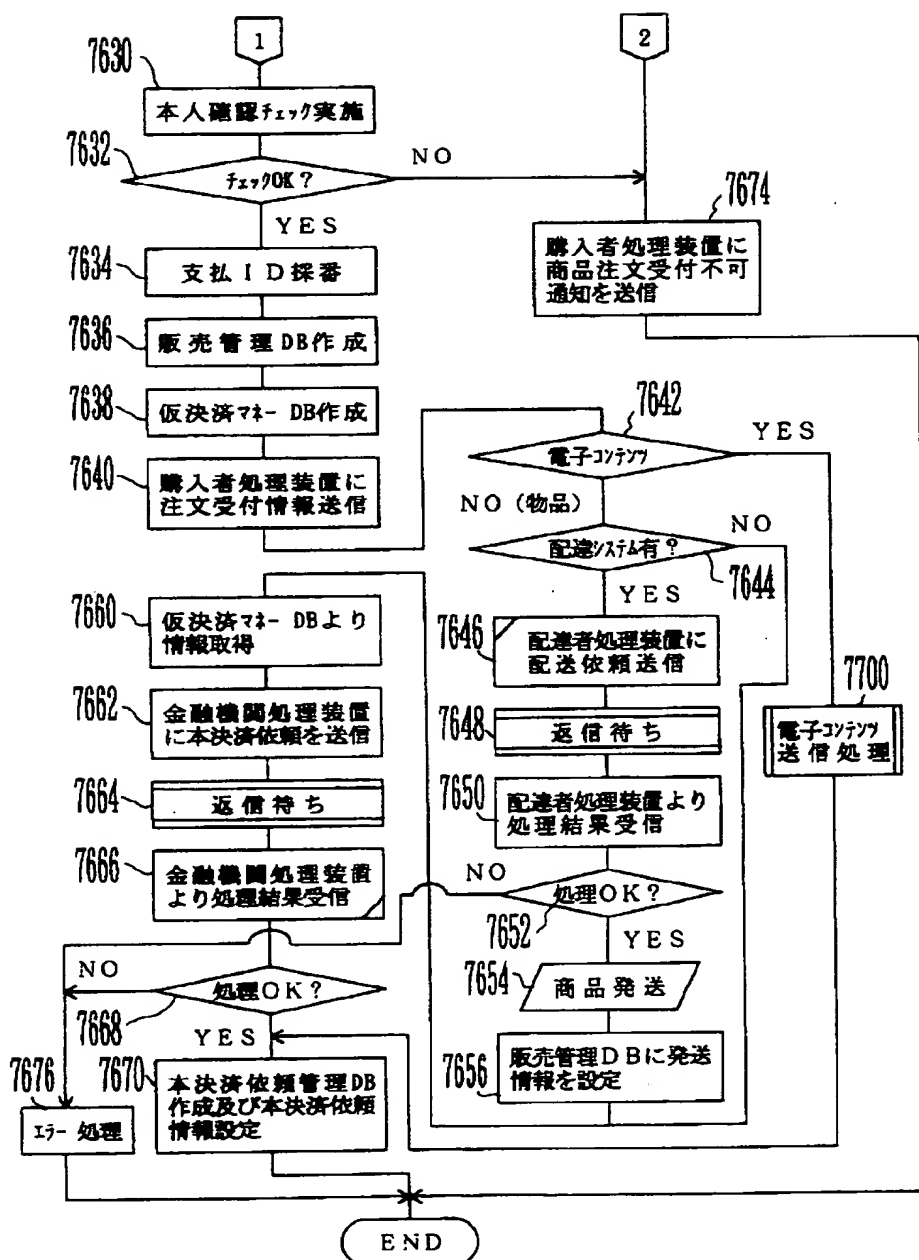 1
2
7630
本人確認チェック実施
7632
チェックOK？
NO
YES
7674
購入者処理装置に
商品注文受付不可
通知を送信
7634
支払ID採番
7636
販売管理DB作成
7638
仮決済マネーDB作成
7640
購入者処理装置に
注文受付情報送信
7642
電子コンテンツ
YES
NO（物品）
配達システム有？
NO
7644
YES
7646
配達者処理装置に
配送依頼送信
7648
返信待ち
7650
配達者処理装置より
処理結果受信
7700
電子コンテンツ
送信処理
7660
仮決済マネーDBより
情報取得
7662
金融機関処理装置
に本決済依頼を送信
7664
返信待ち
7666
金融機関処理装置
より処理結果受信
NO
処理OK？
7652
YES
7654
商品発送
7656
販売管理DBに発送
情報を設定
NO
処理OK？
7668
YES
7676
エラー処理
7670
本決済依頼管理DB
作成及び本決済依頼
情報設定
END